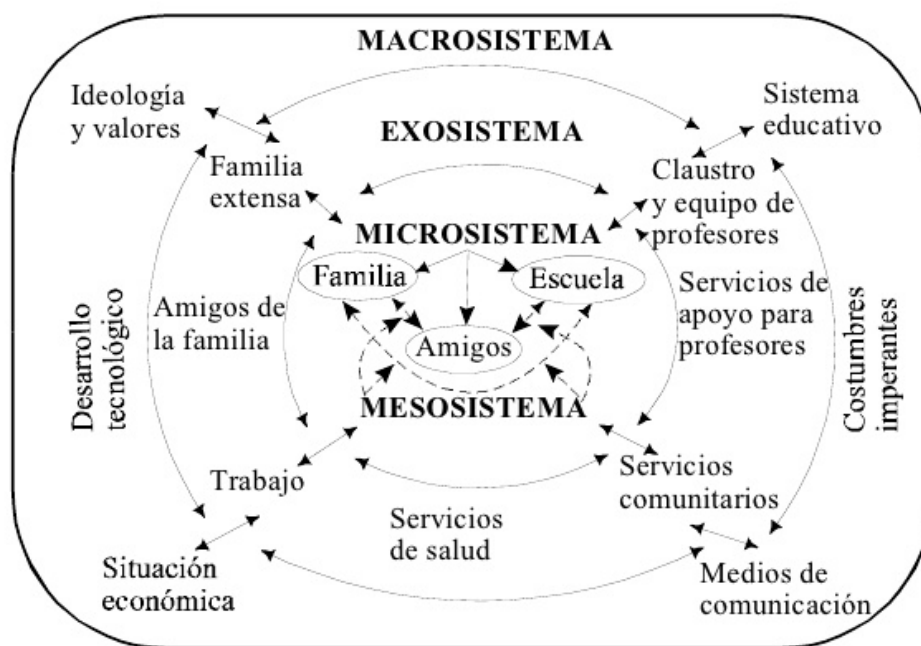 MACROSISTEMA
Ideología
y valores
Sistema
educativo
EXOSISTEMA
Familia
extensa
Claustro
y equipo de
profesores
MICROSISTEMA
Familia
Escuela
Amigos de
la familia
Servicios de
apoyo para
profesores
Amigos
Desarrollo
tecnológico
Costumbres
imperantes
MESOSISTEMA
Trabajo
Servicios
comunitarios
Servicios
de salud
Situación
económica
Medios de
comunicación